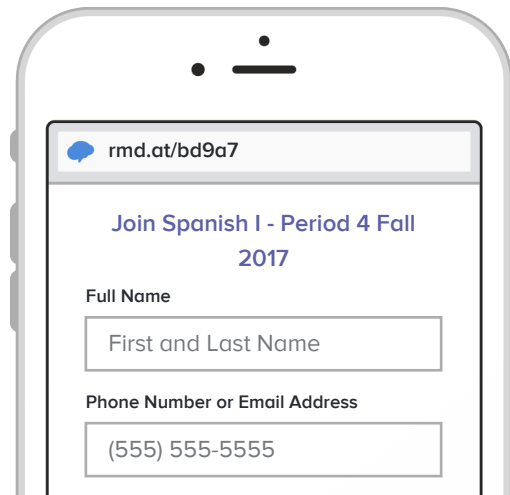 rmd.at/bd9a7
Join Spanish I - Period 4 Fall
2017
Full Name
First and Last Name
Phone Number or Email Address
(555) 555-5555